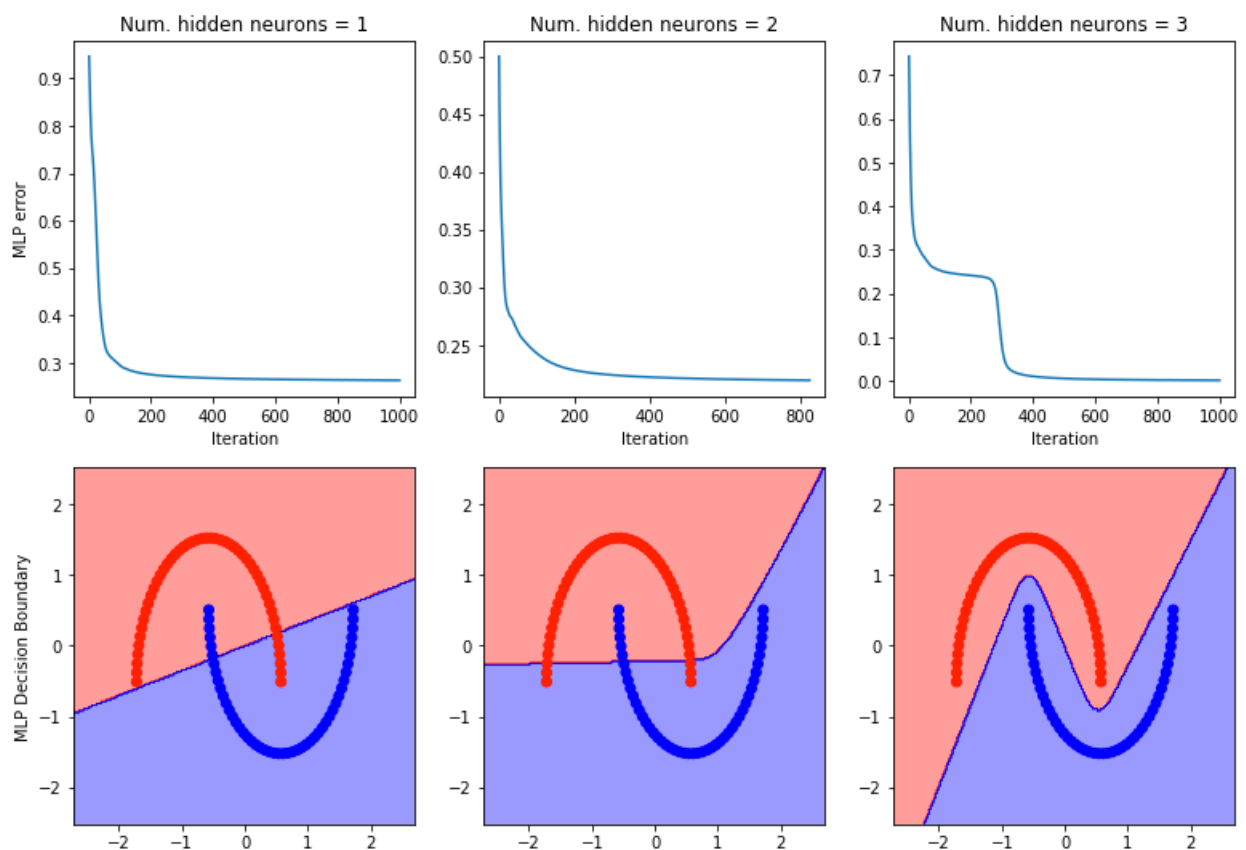 Num. hidden neurons = 1
Num. hidden neurons = 2
Num. hidden neurons = 3
MLP error
0.9
0.8
0.7
0.6
0.5
0.4
0.3
0 200 400 600 800 1000
Iteration
0.50
0.45
0.40
0.35
0.30
0.25
0 200 400 600 800
Iteration
0.7
0.6
0.5
0.4
0.3
0.2
0.1
0.0
0 200 400 600 800 1000
Iteration
MLP Decision Boundary
2
1
0
−1
−2
−2 −1 0 1 2
2
1
0
−1
−2
−2 −1 0 1 2
2
1
0
−1
−2
−2 −1 0 1 2